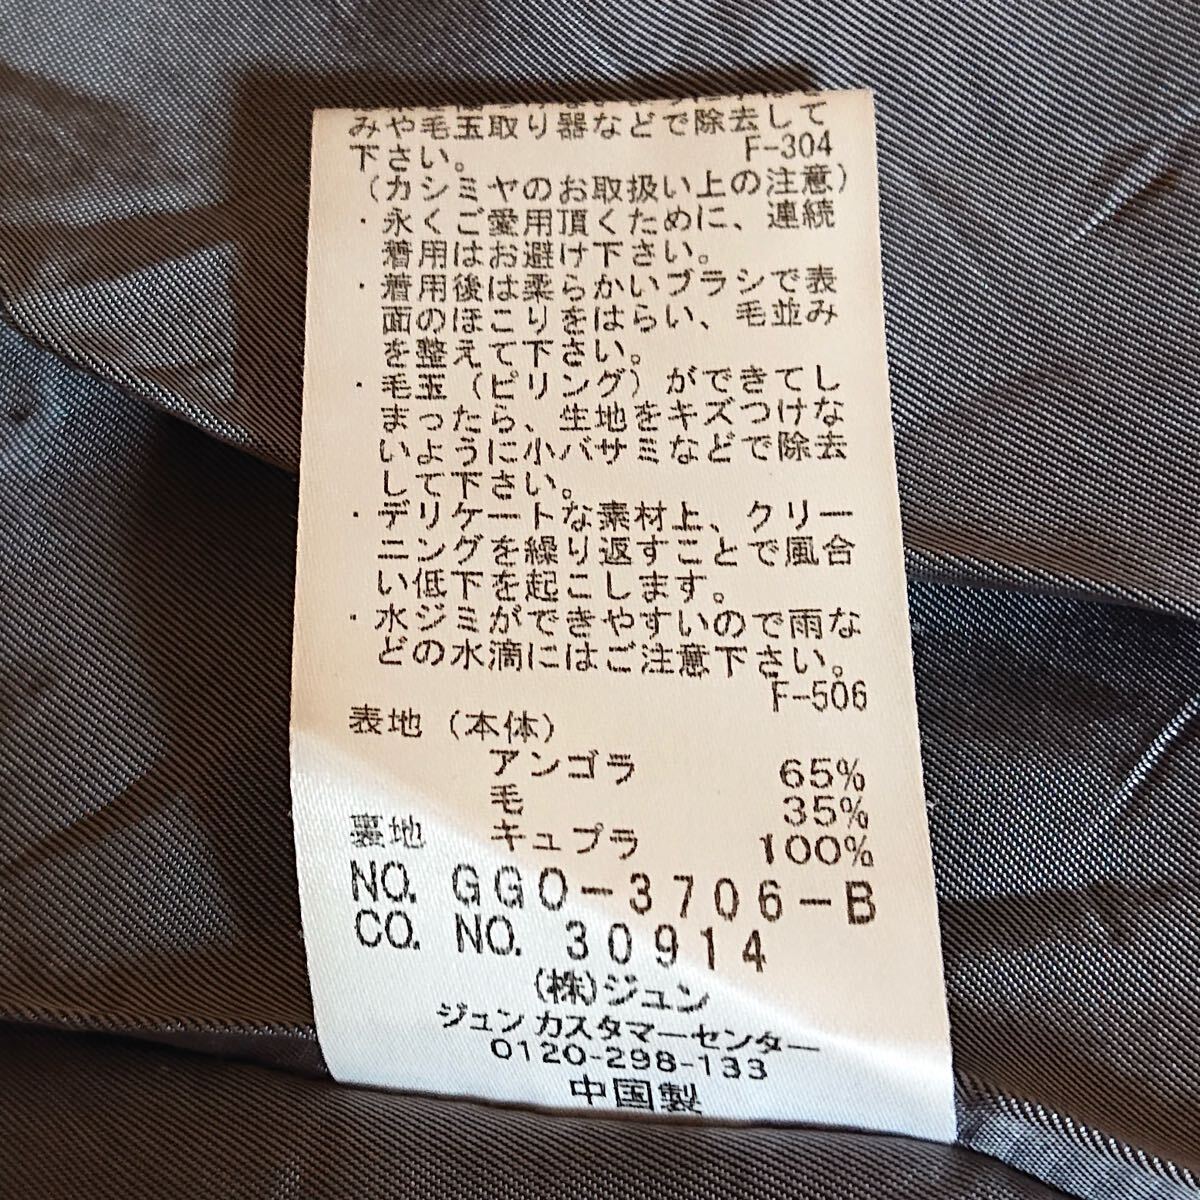 みや毛玉取り器などで除去して
下さい。
F-304
(カシミヤのお取扱い上の注意)
・永くご愛用頂くために、連続
着用はお避け下さい。
・着用後は柔らかいブラシで表
面のほこりをはらい、毛並み
を整えて下さい。
・毛玉(ピリング)ができてし
まったら、生地をキズつけな
いように小バサミなどで除去
して下さい。
・デリケートな素材上、クリー
ニングを繰り返すことで風合
い低下を起こします。
・水ジミができやすいので雨な
どの水滴にはご注意下さい。
F-506
表地(本体)
アンゴラ 65%
毛 35%
裏地 キュプラ 100%
NO. GGO-3706-B
CO. NO. 30914
(株)ジュン
ジュンカスタマーセンター
0120-298-133
中国製